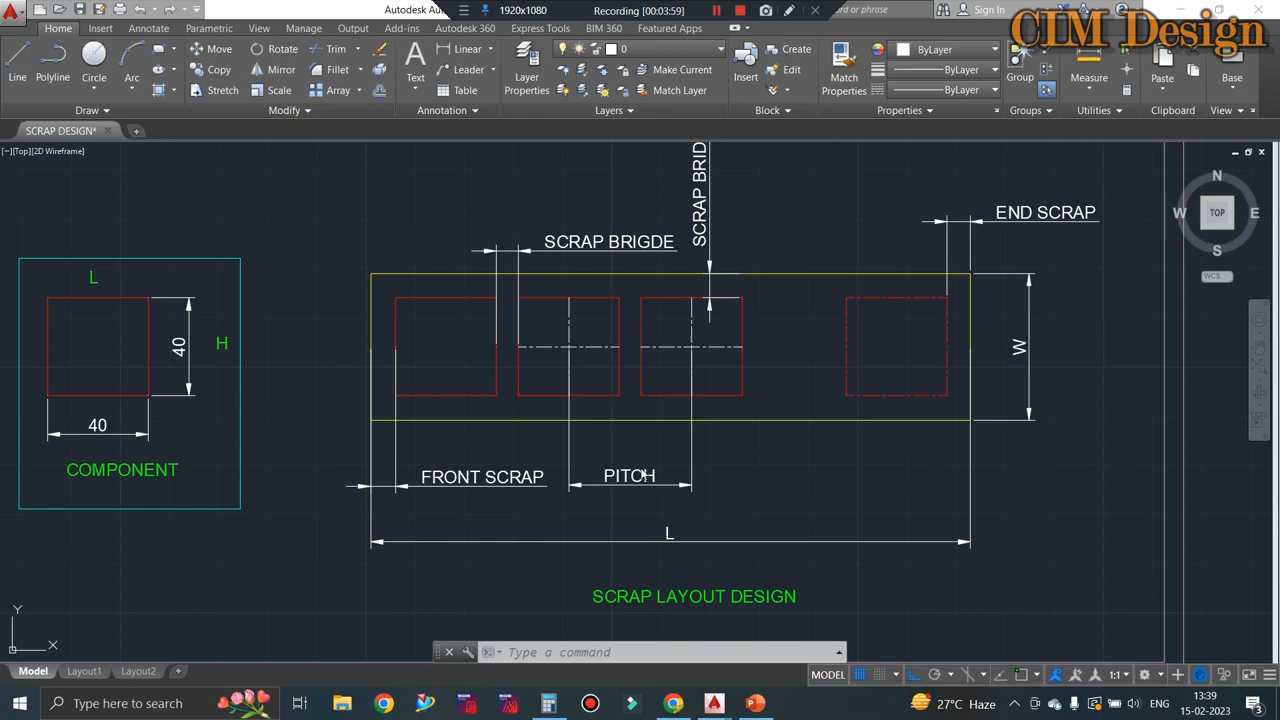 Autodesk Au
1920x1080
Recording [00:03:59]
or phrase
Sign In
CIM Design
Home
Insert
Annotate
Parametric
View
Manage
Output
Add-ins
Autodesk 360
Express Tools
BIM 360
Featured Apps
Move
Rotate
Trim
Linear
0
Create
ByLayer
Line
Polyline
Circle
Arc
Copy
Mirror
Fillet
Text
Leader
Layer
Properties
Make Current
Insert
Edit
Match
Properties
ByLayer
Group
Measure
Paste
Base
Stretch
Scale
Array
Table
Match Layer
ByLayer
Draw
Modify
Annotation
Layers
Block
Properties
Groups
Utilities
Clipboard
View
SCRAP DESIGN*
[−][Top][2D Wireframe]
N
W
TOP
E
S
WCS
SCRAP BRID
END SCRAP
SCRAP BRIGDE
L
40
H
W
40
COMPONENT
FRONT SCRAP
PITCH
L
SCRAP LAYOUT DESIGN
Y
X
Type a command
Model
Layout1
Layout2
MODEL
1:1
Type here to search
27°C Haze
ENG
13:39
15-02-2023
3